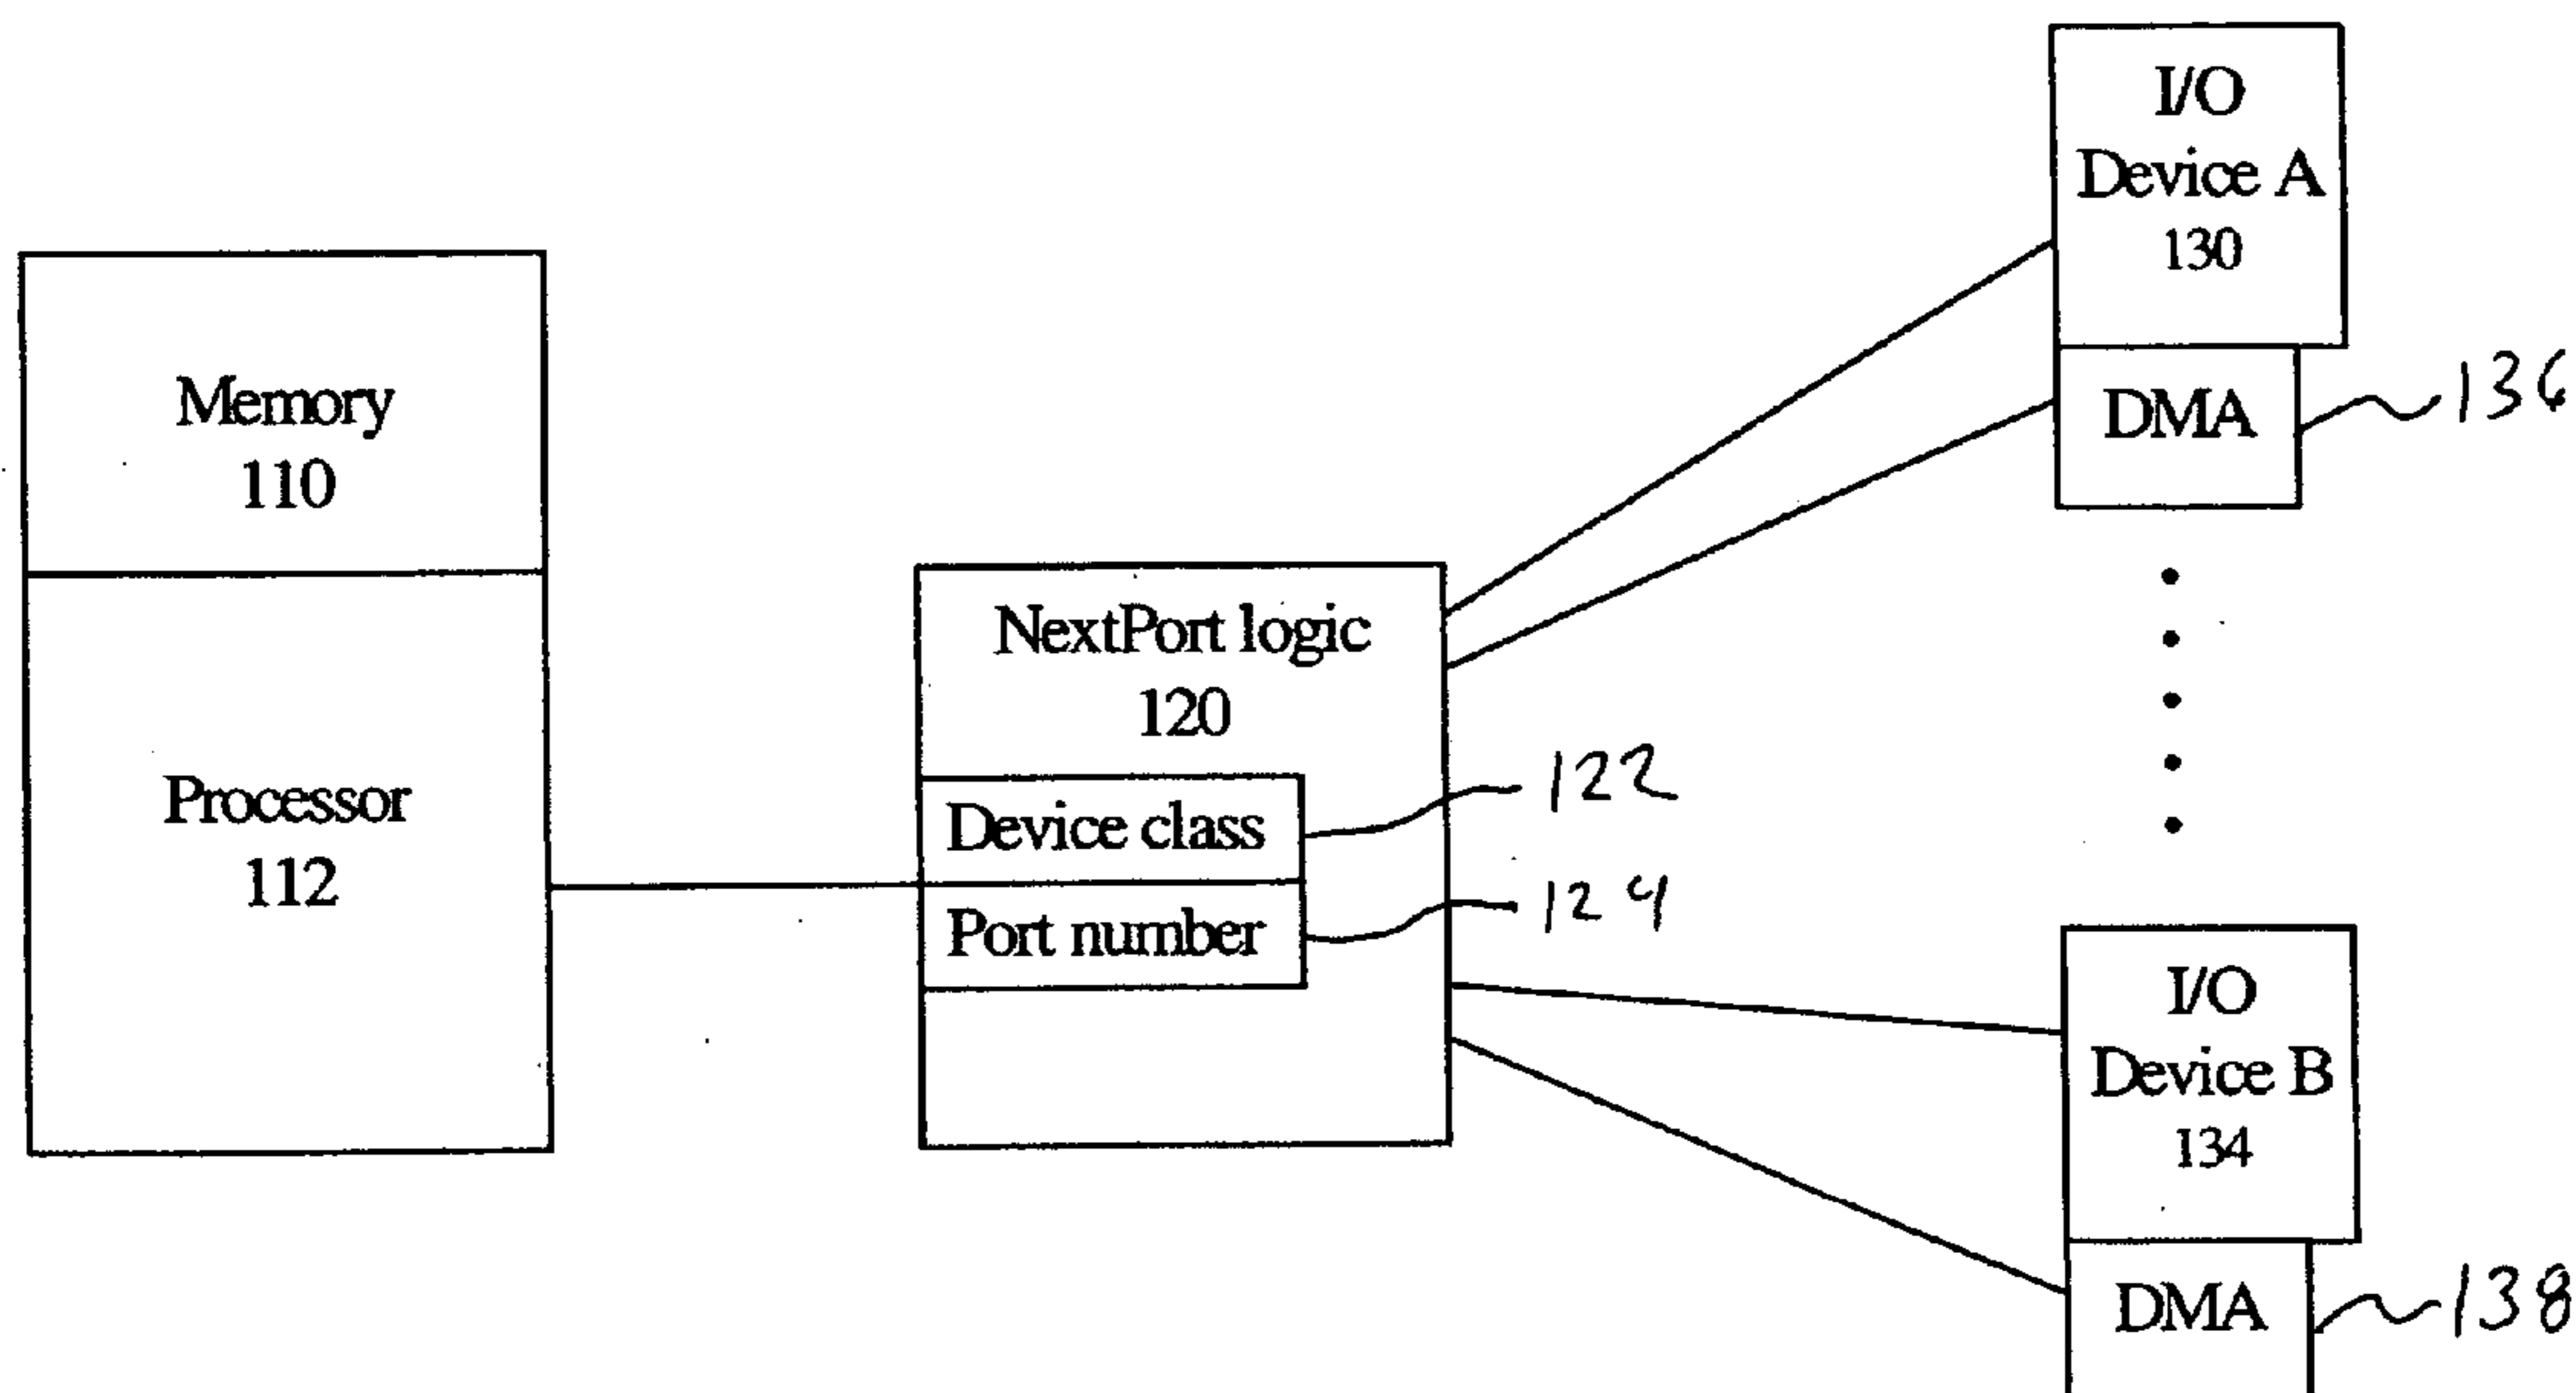 I/O
Device A
130
DMA
136
Memory
110
Processor
112
NextPort logic
120
Device class
122
Port number
124
I/O
Device B
134
DMA
138